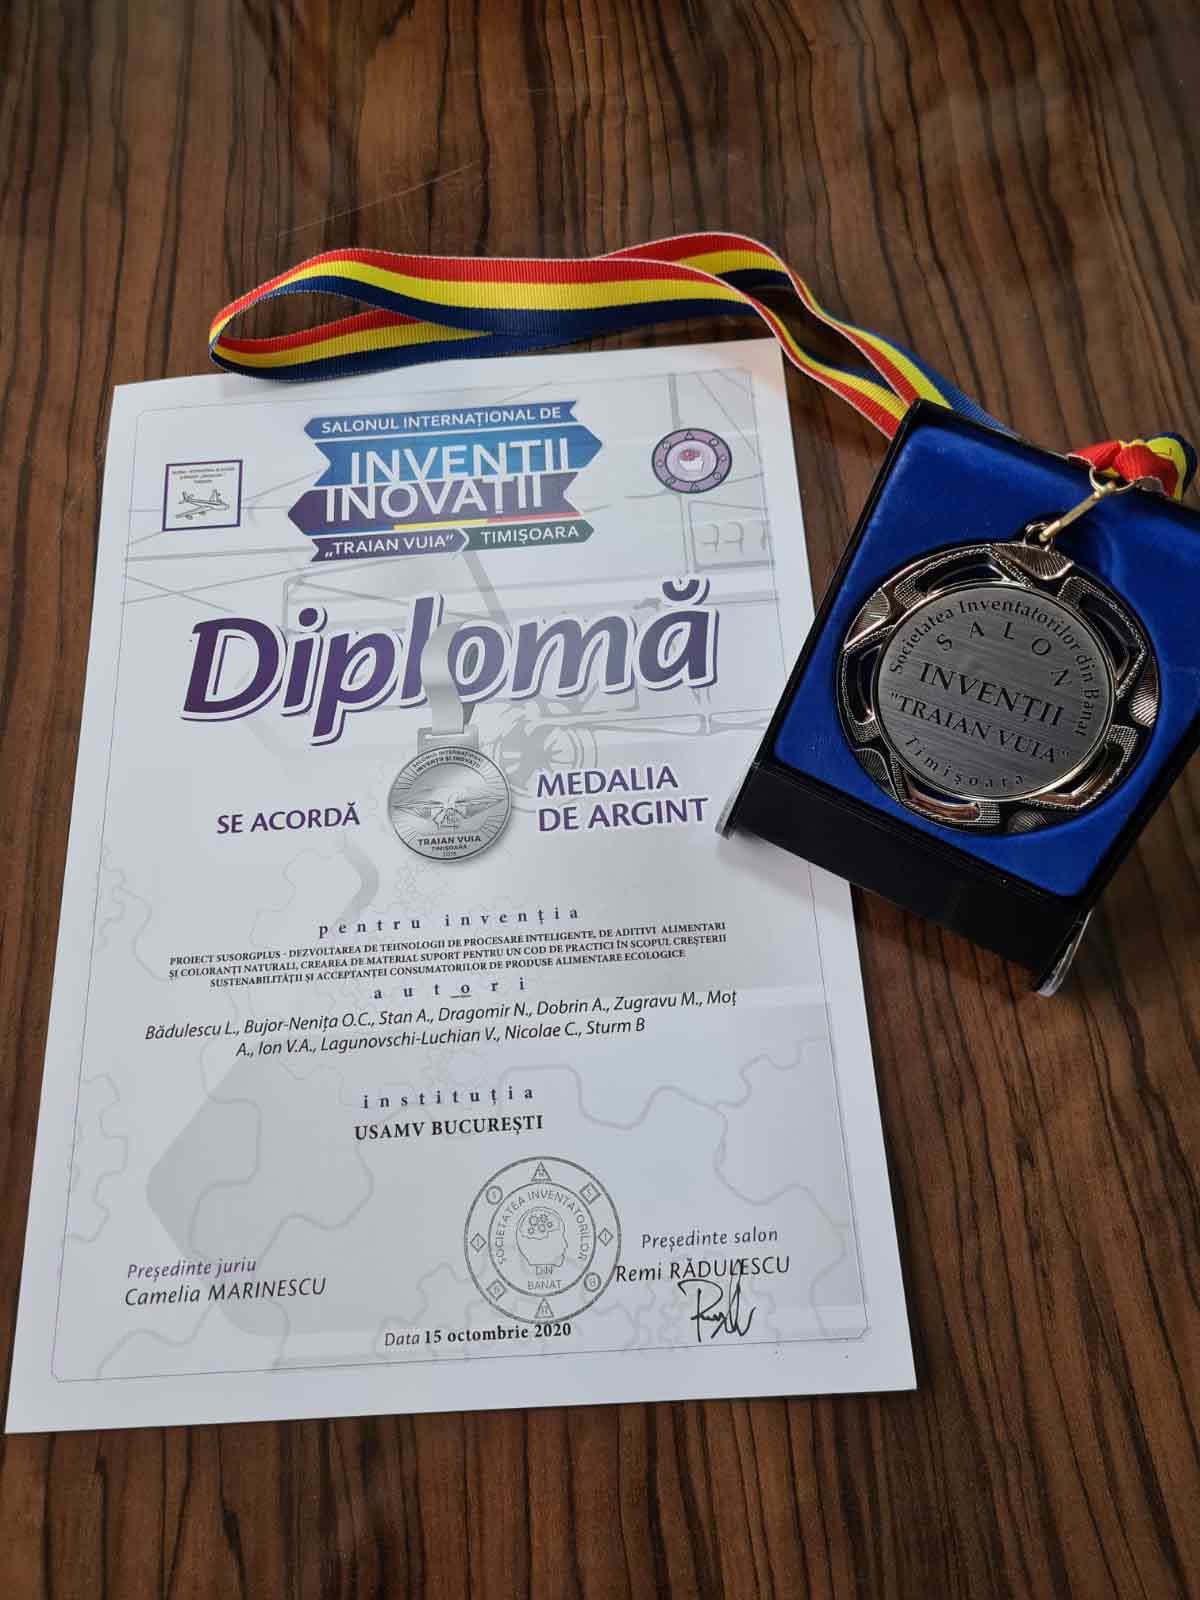 SALONUL INTERNAȚIONAL DE
INVENȚII
INOVAȚII
„TRAIAN VUIA” TIMIȘOARA
Diplomă
SE ACORDĂ
MEDALIA
DE ARGINT
SALONUL INTERNAȚIONAL
INVENȚII ȘI INOVAȚII
TRAIAN VUIA
TIMIȘOARA
pentru invenția
PROIECT SUSORGPLUS - DEZVOLTAREA DE TEHNOLOGII DE PROCESARE INTELIGENTE, DE ADITIVI ALIMENTARI
ȘI COLORANȚI NATURALI, CREAREA DE MATERIAL SUPORT PENTRU UN COD DE PRACTICI ÎN SCOPUL CREȘTERII
SUSTENABILITĂȚII ȘI ACCEPTANȚEI CONSUMATORILOR DE PRODUSE ALIMENTARE ECOLOGICE
autori
Bădulescu L., Bujor-Nenița O.C., Stan A., Dragomir N., Dobrin A., Zugravu M., Moț
A., Ion V.A., Lagunovschi-Luchian V., Nicolae C., Sturm B
instituția
USAMV BUCUREȘTI
SOCIETATEA INVENTATORILOR
DIN
BANAT
Președinte juriu
Camelia MARINESCU
Președinte salon
Remi RĂDULESCU
Data 15 octombrie 2020
Societatea Inventatorilor din Banat
SALON
INVENȚII
"TRAIAN VUIA"
Timișoara